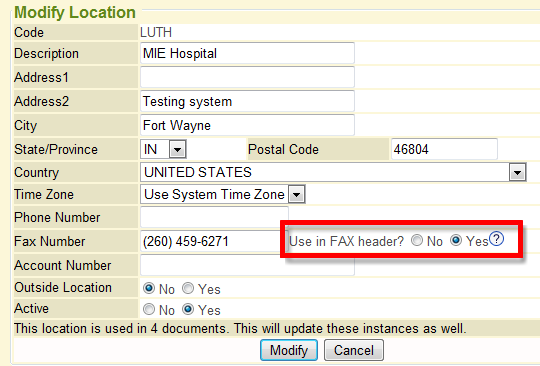 Modify Location
Code LUTH
Description MIE Hospital
Address1
Address2 Testing system
City Fort Wayne
State/Province IN Postal Code 46804
Country UNITED STATES
Time Zone Use System Time Zone
Phone Number
Fax Number (260) 459-6271 Use in FAX header? No Yes ?
Account Number
Outside Location No Yes
Active No Yes
This location is used in 4 documents. This will update these instances as well.
Modify Cancel